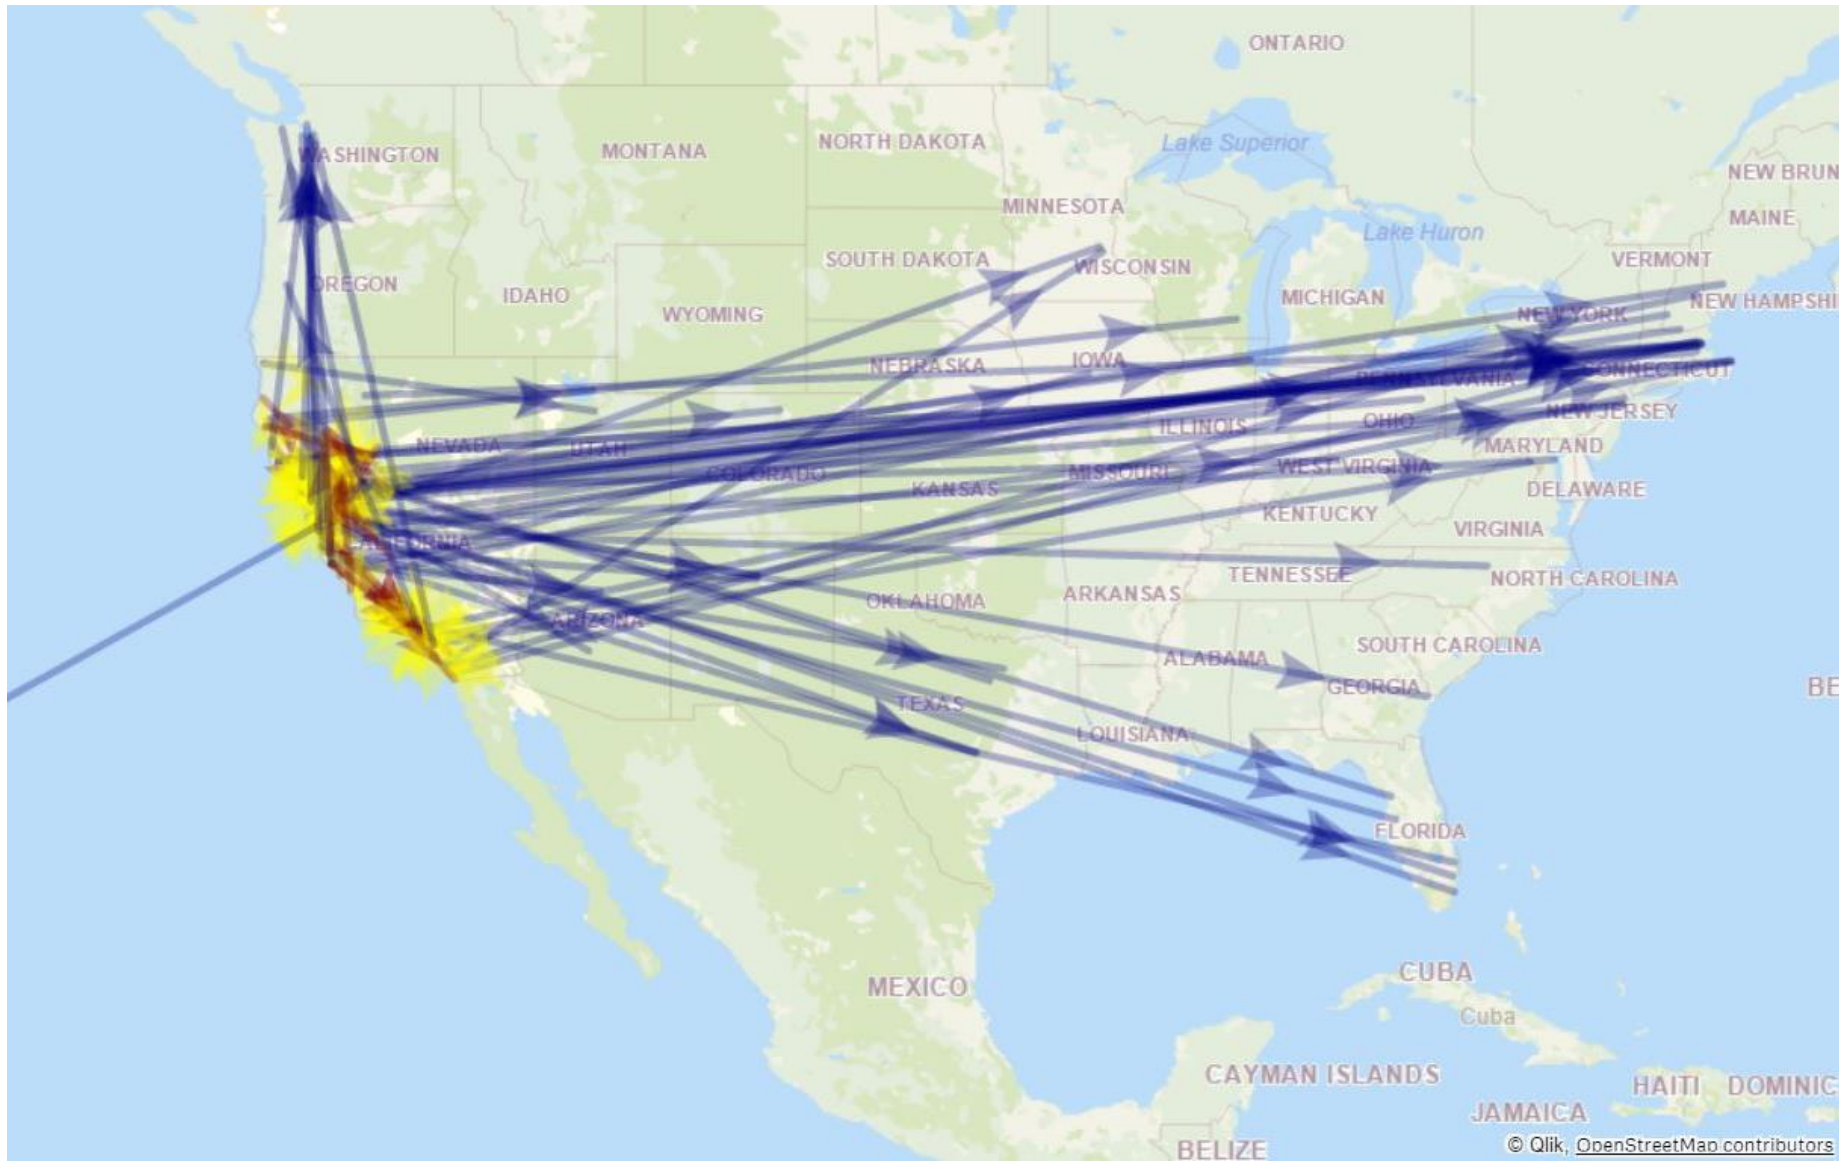 ONTARIO
WASHINGTON
MONTANA
NORTH DAKOTA
Lake Superior
NEW BRUN
MINNESOTA
MAINE
Lake Huron
OREGON
IDAHO
WYOMING
SOUTH DAKOTA
WISCONSIN
MICHIGAN
VERMONT
NEW HAMPSHI
NEW YORK
NEBRASKA
IOWA
PENNSYLVANIA
CONNECTICUT
NEVADA
UTAH
ILLINOIS
OHIO
NEW JERSEY
MARYLAND
COLORADO
KANSAS
MISSOURI
WEST VIRGINIA
DELAWARE
KENTUCKY
VIRGINIA
CALIFORNIA
TENNESSEE
NORTH CAROLINA
ARIZONA
OKLAHOMA
ARKANSAS
SOUTH CAROLINA
ALABAMA
GEORGIA
BE
TEXAS
LOUISIANA
FLORIDA
MEXICO
CUBA
Cuba
CAYMAN ISLANDS
HAITI
DOMINIC
JAMAICA
BELIZE
© Qlik, OpenStreetMap contributors